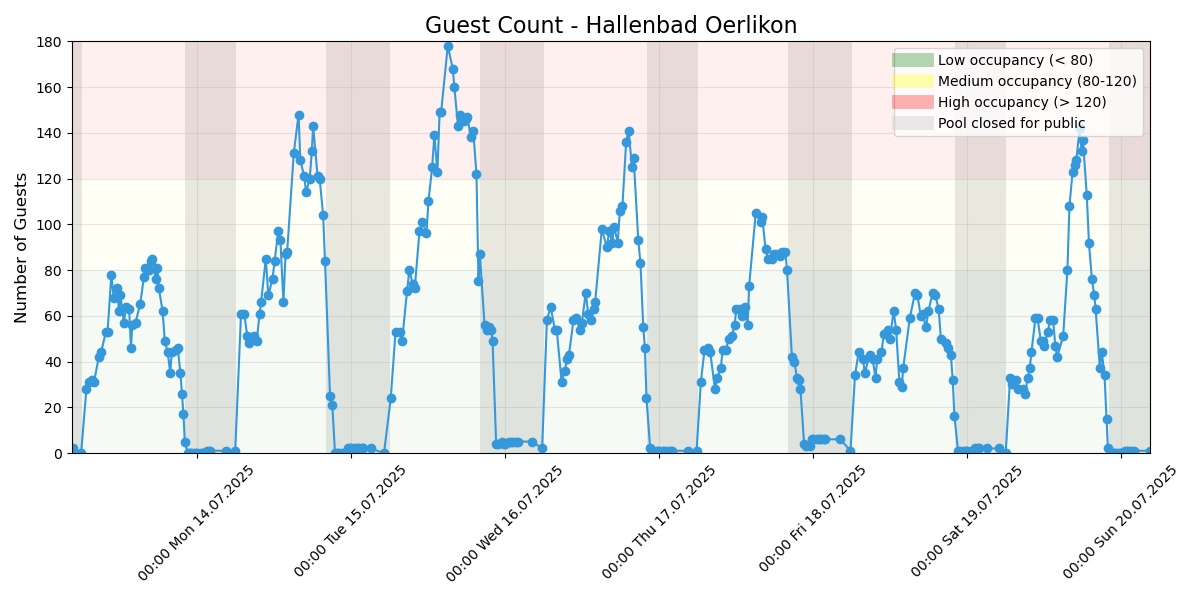 Guest Count - Hallenbad Oerlikon
Number of Guests
180
160
140
120
100
80
60
40
20
0
Low occupancy (< 80)
Medium occupancy (80-120)
High occupancy (> 120)
Pool closed for public
00:00 Mon 14.07.2025
00:00 Tue 15.07.2025
00:00 Wed 16.07.2025
00:00 Thu 17.07.2025
00:00 Fri 18.07.2025
00:00 Sat 19.07.2025
00:00 Sun 20.07.2025